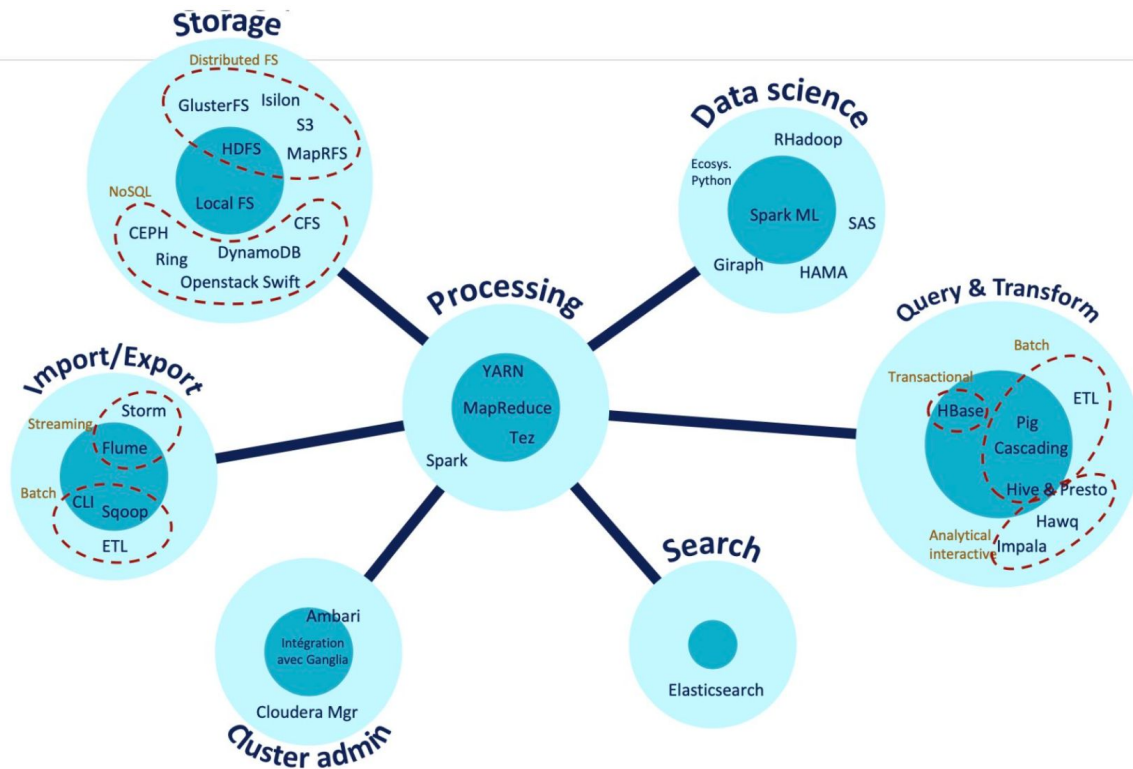 Storage
Distributed FS
GlusterFS
Isilon
S3
MapRFS
HDFS
Local FS
NoSQL
CEPH
Ring
DynamoDB
CFS
Openstack Swift
Data science
RHadoop
Ecosys.
Python
Spark ML
SAS
Giraph
HAMA
Processing
YARN
MapReduce
Tez
Spark
Query & Transform
Batch
Transactional
HBase
ETL
Pig
Cascading
Hive & Presto
Hawq
Analytical
interactive
Impala
Import/Export
Storm
Streaming
Flume
Batch
CLI
Sqoop
ETL
Ambari
Intégration
avec Ganglia
Cloudera Mgr
Cluster admin
Search
Elasticsearch